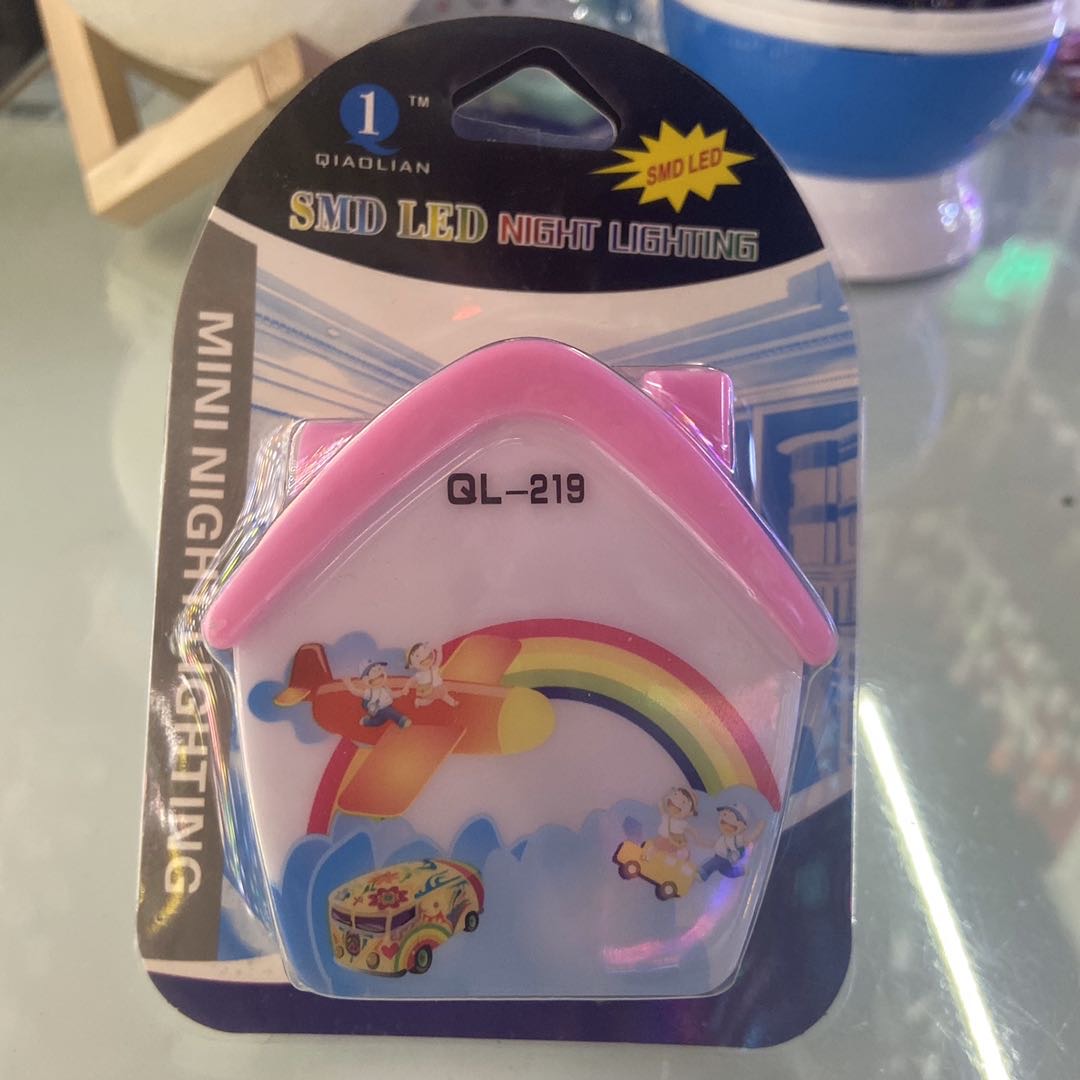 1 TM
QIAOLIAN
SMD LED
SMD LED NIGHT LIGHTING
MINI NIGHT LIGHTING
QL-219